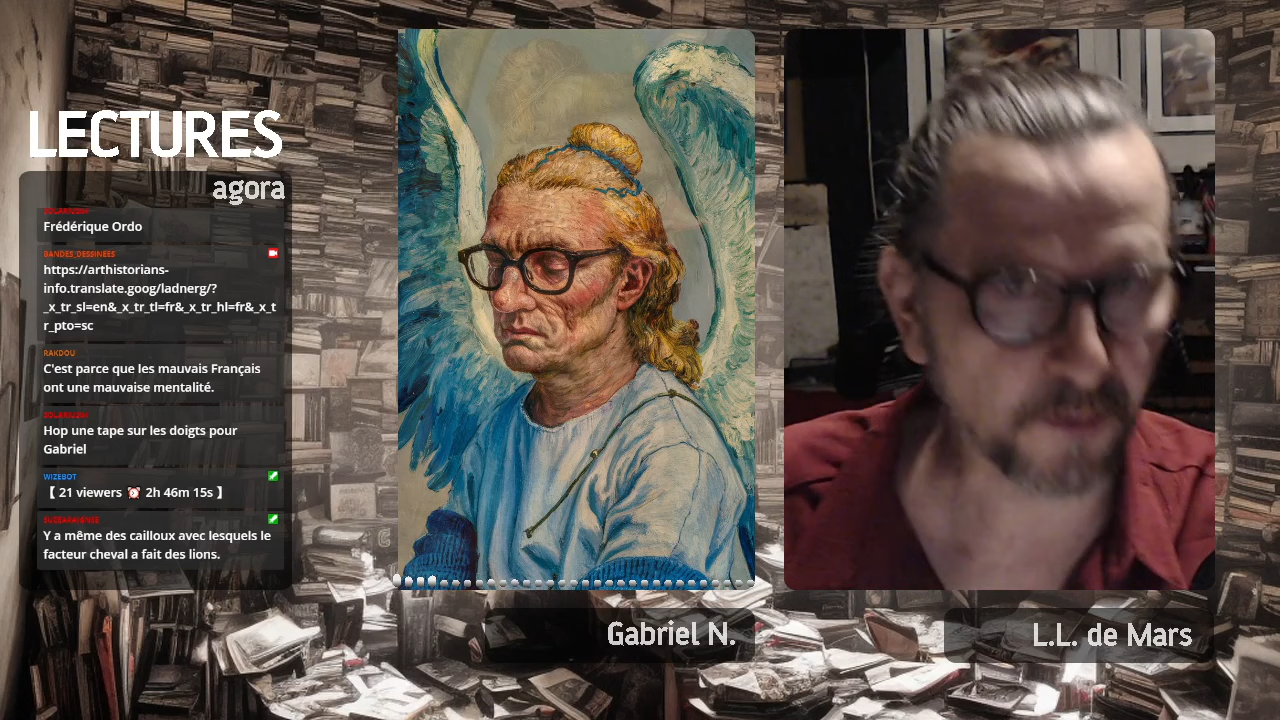 LECTURES
agora
Frédérique Ordo
BANDES_DESSINEES
https://arthistorians-
info.translate.goog/ladnerg/?
_x_tr_sl=en&_x_tr_tl=fr&_x_tr_hl=fr&_x_t
r_pto=sc
RAKDOU
C'est parce que les mauvais Français
ont une mauvaise mentalité.
Hop une tape sur les doigts pour
Gabriel
WIZEBOT
【 21 viewers ⏰ 2h 46m 15s 】
Y a même des cailloux avec lesquels le
facteur cheval a fait des lions.
Gabriel N.
L.L. de Mars